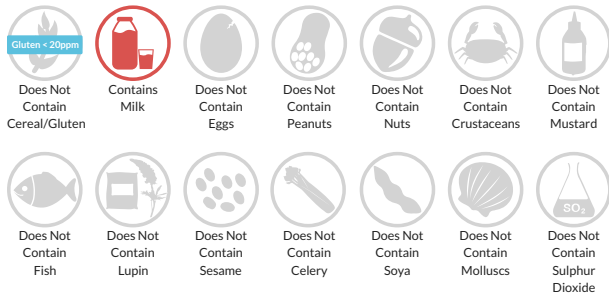 Gluten < 20ppm
Does Not
Contain
Cereal/Gluten
Contains
Milk
Does Not
Contain
Eggs
Does Not
Contain
Peanuts
Does Not
Contain
Nuts
Does Not
Contain
Crustaceans
Does Not
Contain
Mustard
Does Not
Contain
Fish
Does Not
Contain
Lupin
Does Not
Contain
Sesame
Does Not
Contain
Celery
Does Not
Contain
Soya
Does Not
Contain
Molluscs
SO₂
Does Not
Contain
Sulphur
Dioxide